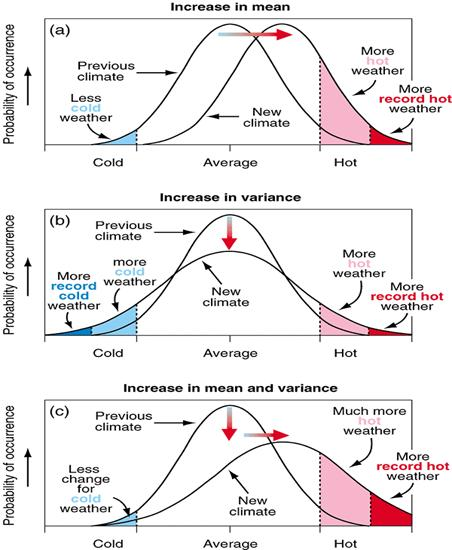 Increase in mean
(a)
Previous
climate
Less
cold
weather
New
climate
More
hot
weather
More
record hot
weather
Probability of occurrence
Cold
Average
Hot
Increase in variance
(b)
Previous
climate
more
cold
weather
More
record
cold
weather
New
climate
More
hot
weather
More
record hot
weather
Probability of occurrence
Cold
Average
Hot
Increase in mean and variance
(c)
Previous
climate
Less
change
for
cold
weather
New
climate
Much more
hot
weather
More
record hot
weather
Probability of occurrence
Cold
Average
Hot